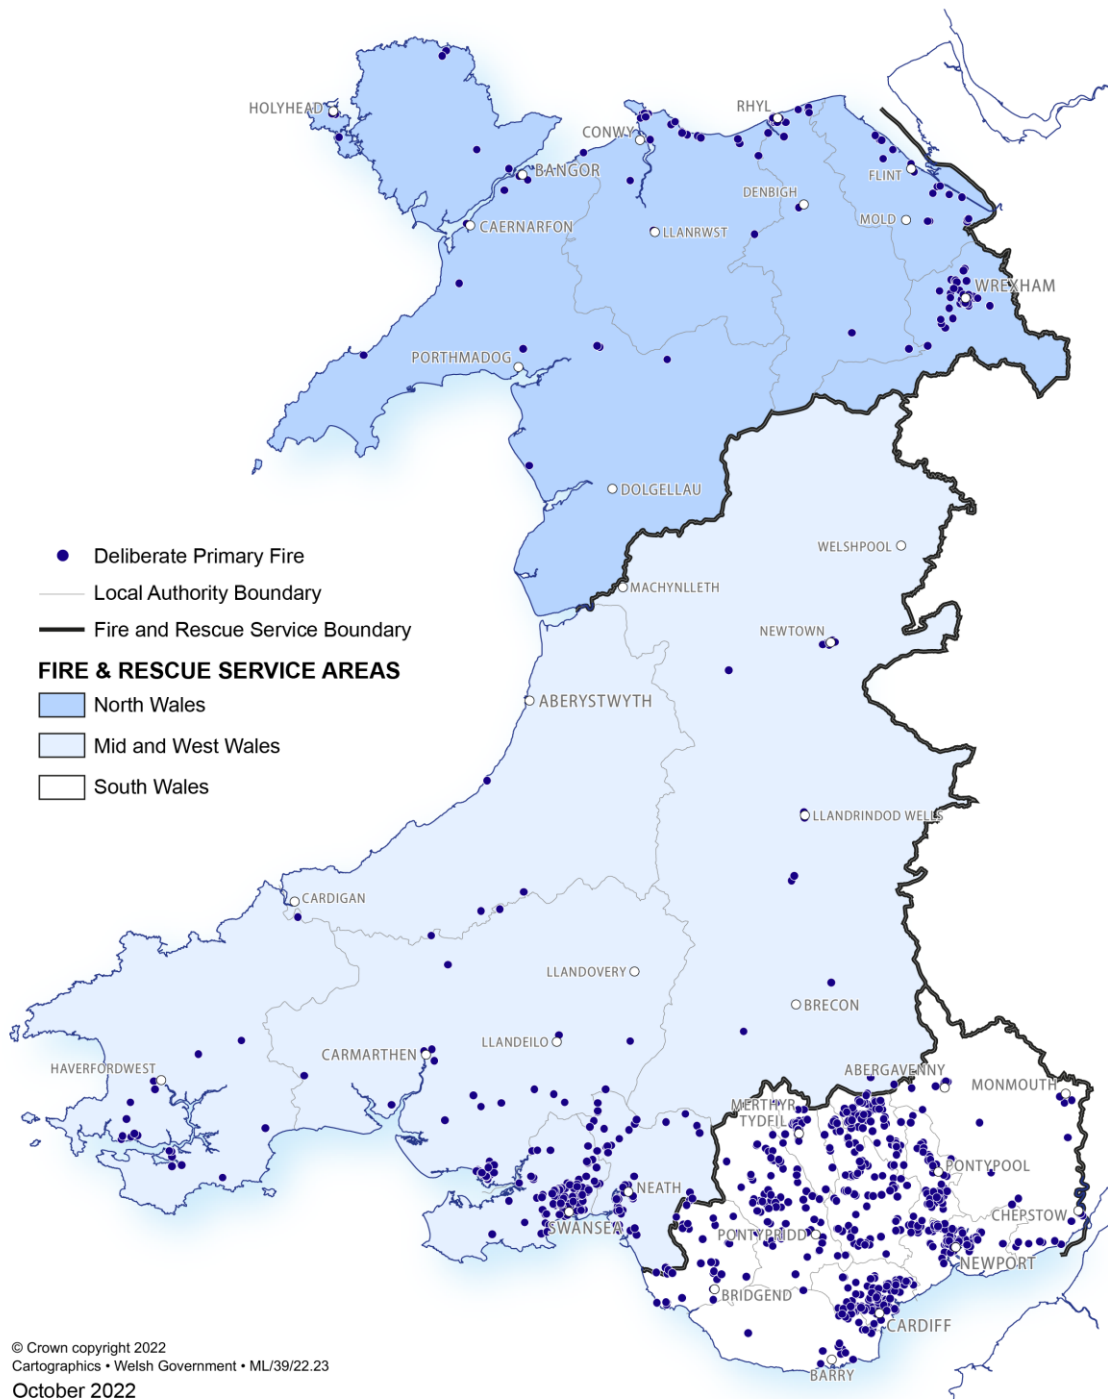 HOLYHEAD
RHYL
CONWY
BANGOR
FLINT
DENBIGH
MOLD
CAERNARFON
LLANRWST
WREXHAM
PORTHMADOG
DOLGELLAU
Deliberate Primary Fire
WELSHPOOL
Local Authority Boundary
MACHYNLLETH
Fire and Rescue Service Boundary
NEWTOWN
FIRE & RESCUE SERVICE AREAS
North Wales
ABERYSTWYTH
Mid and West Wales
South Wales
LLANDRINDOD WELLS
CARDIGAN
LLANDOVERY
BRECON
LLANDEILO
CARMARTHEN
HAVERFORDWEST
ABERGAVENNY
MONMOUTH
MERTHYR
TYDFIL
PONTYPOOL
NEATH
CHEPSTOW
SWANSEA
PONTYPRIDD
NEWPORT
BRIDGEND
CARDIFF
BARRY
© Crown copyright 2022
Cartographics • Welsh Government • ML/39/22.23
October 2022